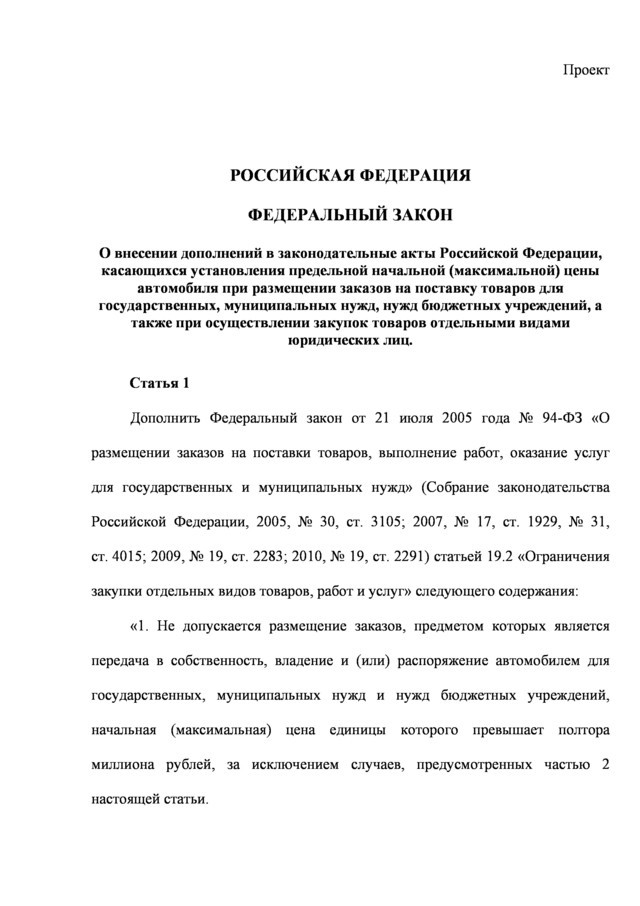 Проект
РОССИЙСКАЯ ФЕДЕРАЦИЯ
ФЕДЕРАЛЬНЫЙ ЗАКОН
О внесении дополнений в законодательные акты Российской Федерации,
касающихся установления предельной начальной (максимальной) цены
автомобиля при размещении заказов на поставку товаров для
государственных, муниципальных нужд, нужд бюджетных учреждений, а
также при осуществлении закупок товаров отдельными видами
юридических лиц.
Статья 1
Дополнить Федеральный закон от 21 июля 2005 года № 94-ФЗ «О
размещении заказов на поставки товаров, выполнение работ, оказание услуг
для государственных и муниципальных нужд» (Собрание законодательства
Российской Федерации, 2005, № 30, ст. 3105; 2007, № 17, ст. 1929, № 31,
ст. 4015; 2009, № 19, ст. 2283; 2010, № 19, ст. 2291) статьей 19.2 «Ограничения
закупки отдельных видов товаров, работ и услуг» следующего содержания:
«1. Не допускается размещение заказов, предметом которых является
передача в собственность, владение и (или) распоряжение автомобилем для
государственных, муниципальных нужд и нужд бюджетных учреждений,
начальная (максимальная) цена единицы которого превышает полтора
миллиона рублей, за исключением случаев, предусмотренных частью 2
настоящей статьи.